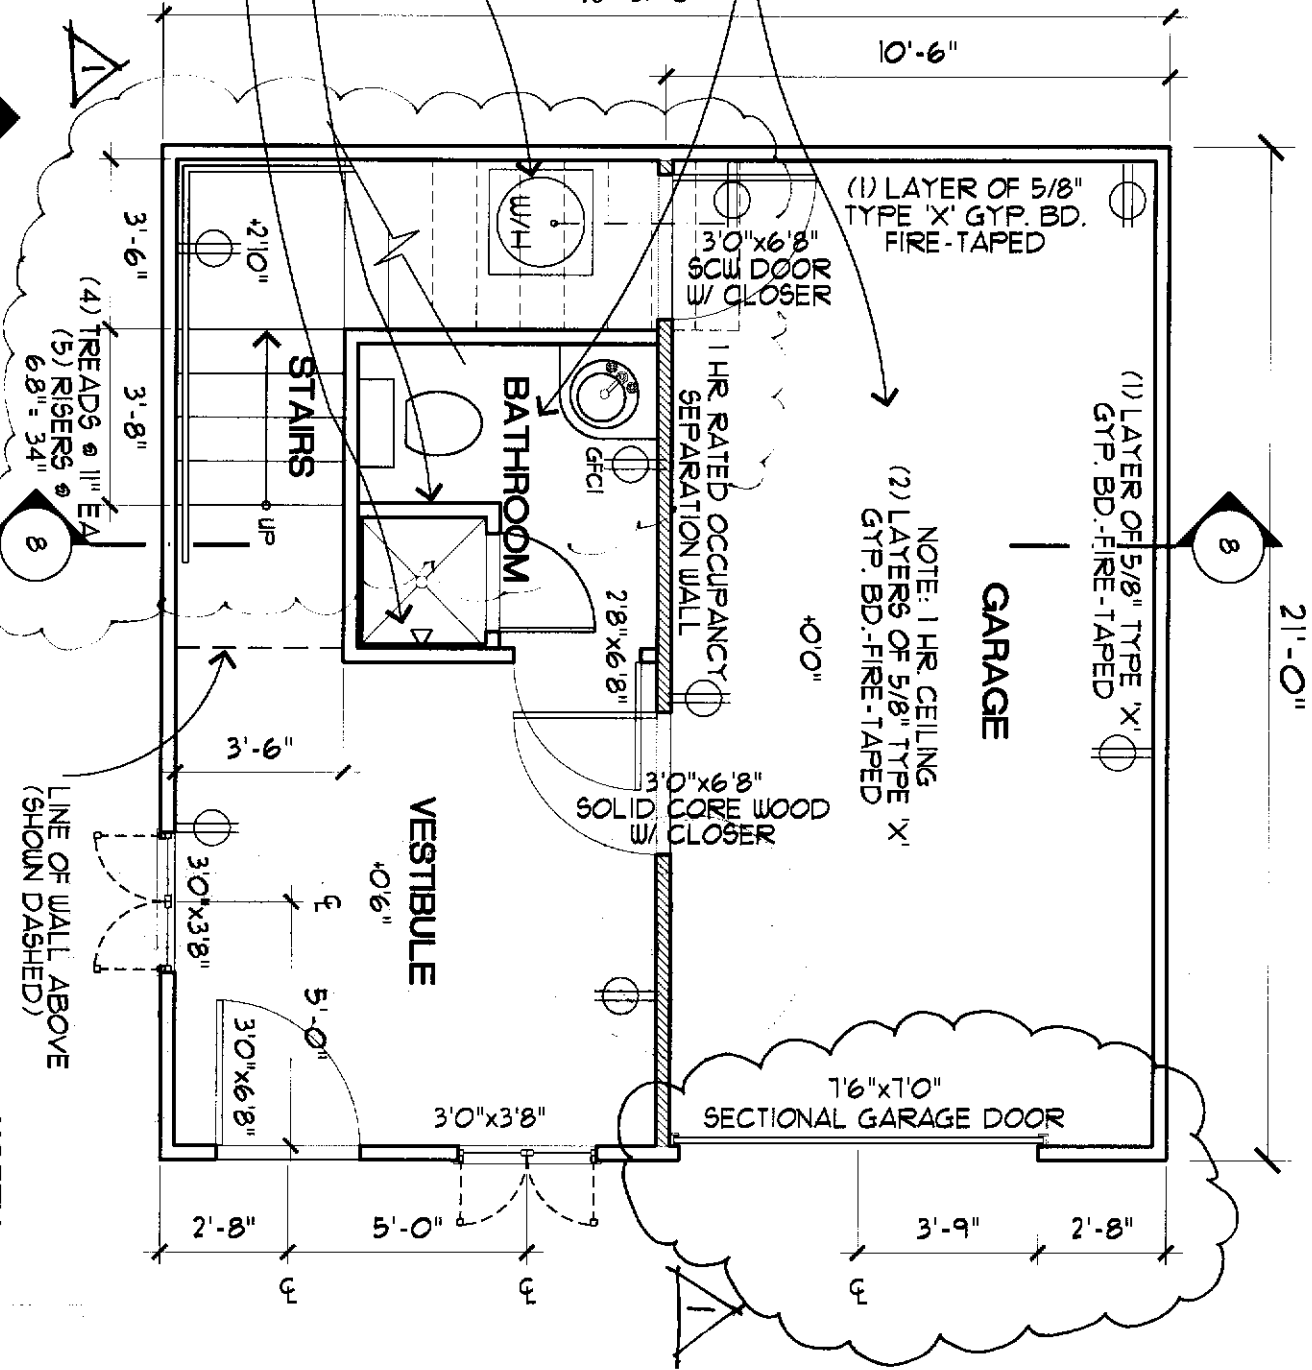 10'-6"
21'-0"
1
(1) LAYER OF 5/8"
TYPE 'X' GYP. BD.
FIRE-TAPED
3'0"x6'8"
SCW DOOR
W/ CLOSER
W/H
+2'10"
3'-6"
3'-8"
(4) TREADS @ 11" EA
(5) RISERS @
6.8" = 34"
STAIRS
UP
BATHROOM
GFCI
1 HR RATED OCCUPANCY
SEPARATION WALL
2'8"x6'8"
(1) LAYER OF 5/8" TYPE 'X'
GYP. BD.-FIRE-TAPED
NOTE: 1 HR. CEILING
(2) LAYERS OF 5/8" TYPE 'X'
GYP. BD.-FIRE-TAPED
GARAGE
+0'0"
8
8
3'-6"
3'0"x6'8"
SOLID CORE WOOD
W/ CLOSER
VESTIBULE
+0'6"
LINE OF WALL ABOVE
(SHOWN DASHED)
3'0"x3'8"
CL
5'-0"
3'0"x6'8"
3'0"x3'8"
7'6"x7'0"
SECTIONAL GARAGE DOOR
2'-8"
5'-0"
3'-9"
2'-8"
CL
CL
CL
1